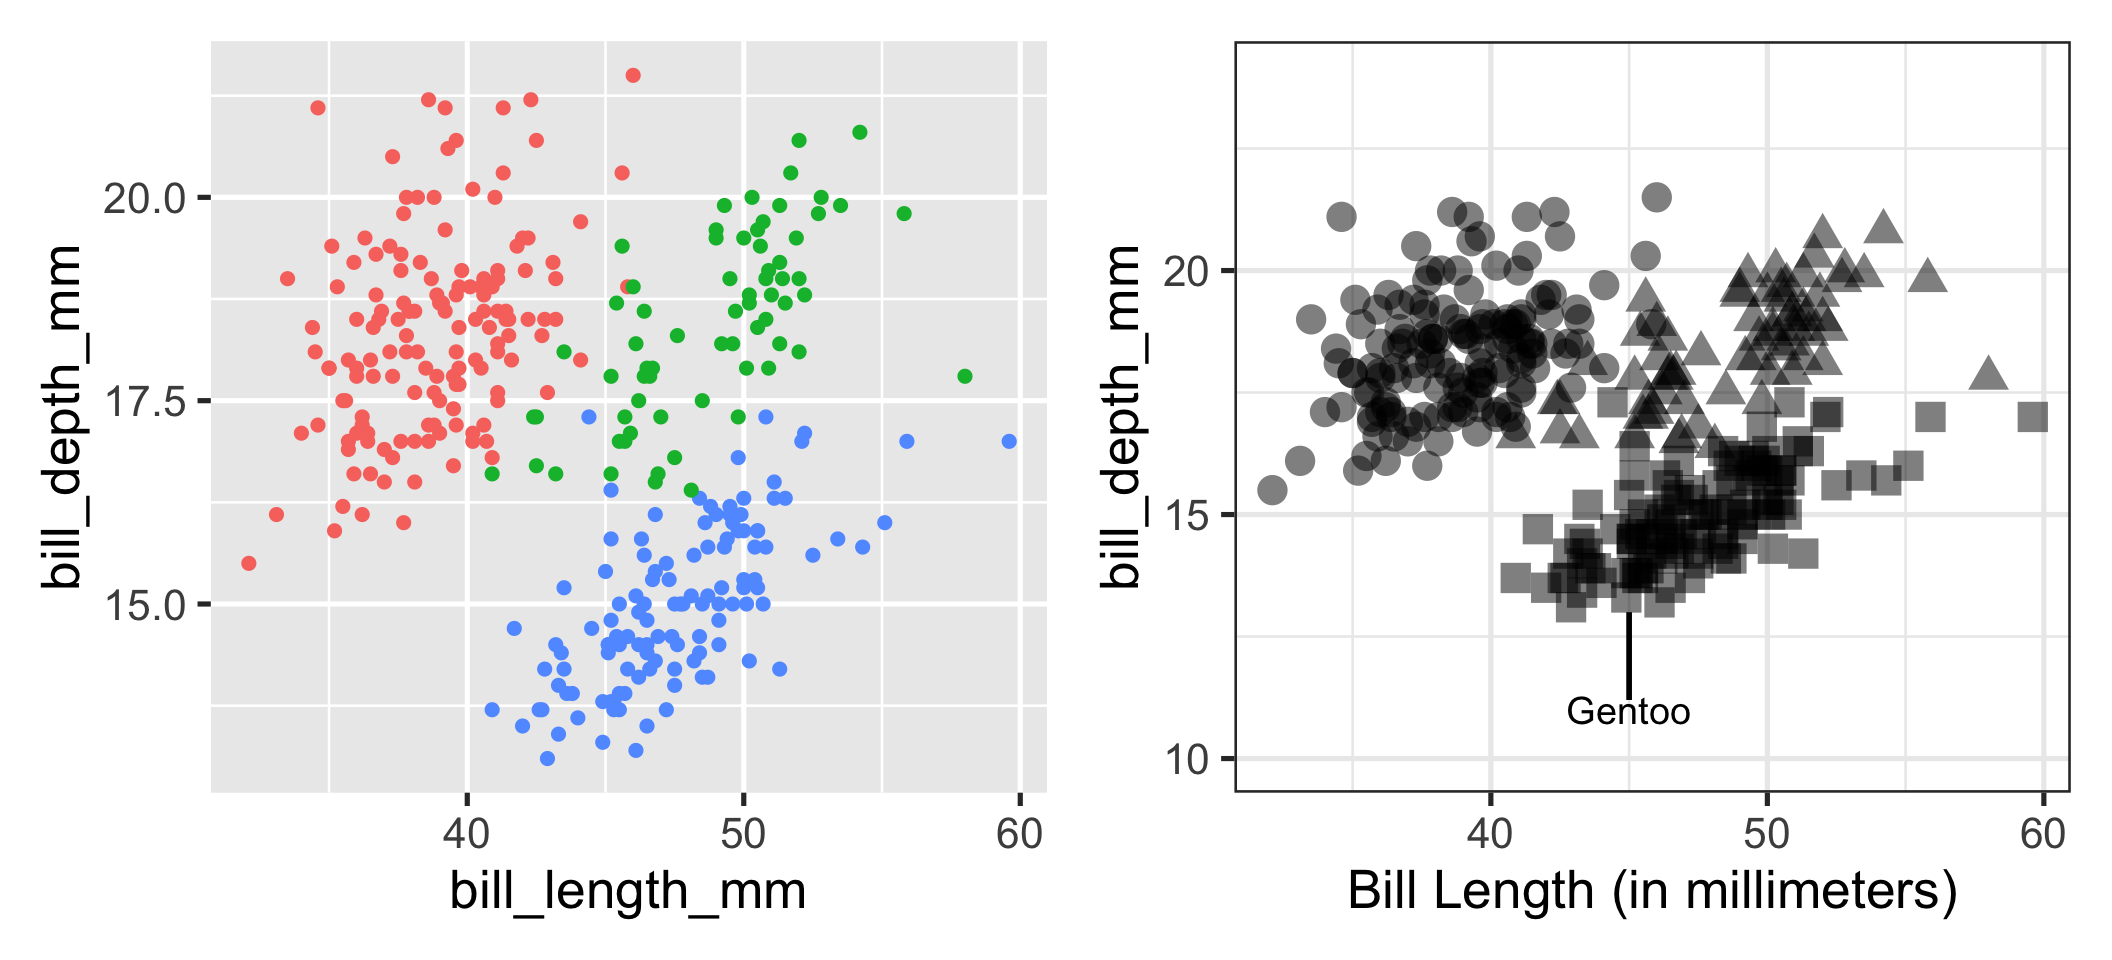 bill_depth_mm
20.0
17.5
15.0
40 50 60
bill_length_mm
bill_depth_mm
20
15
10
Gentoo
40 50 60
Bill Length (in millimeters)